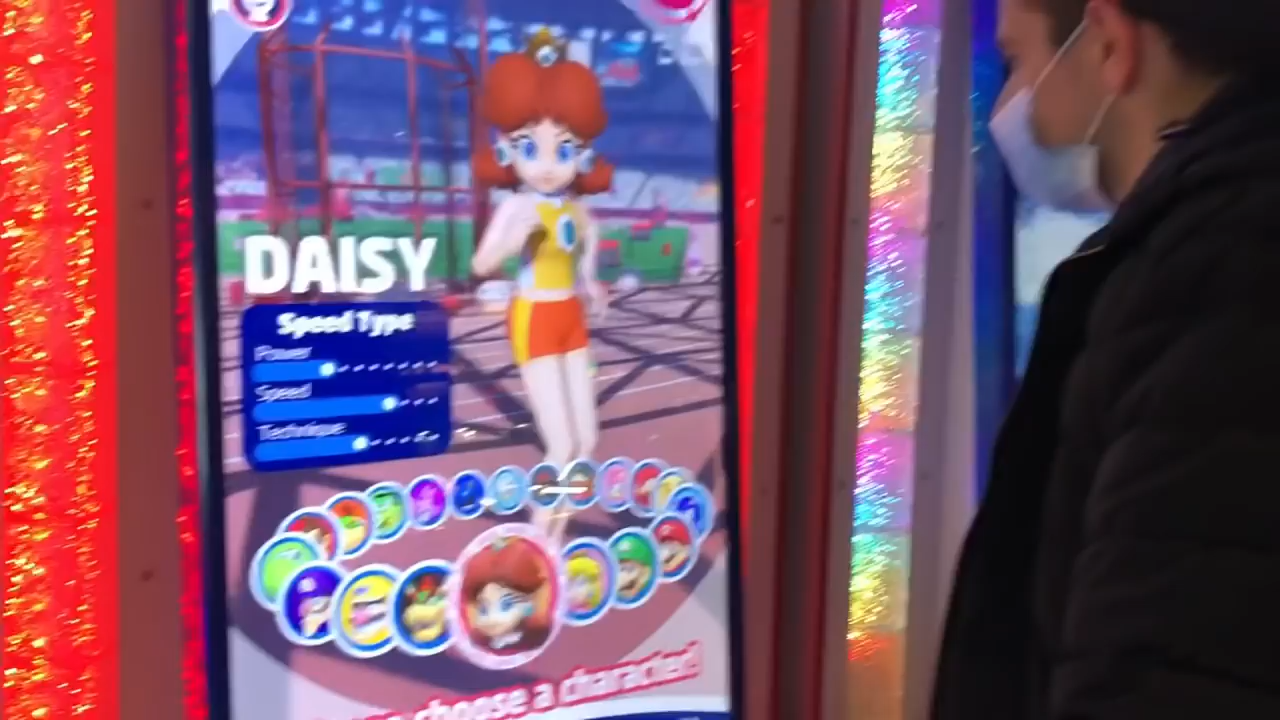 DAISY
Speed Type
Power
Speed
Technique
choose a character!